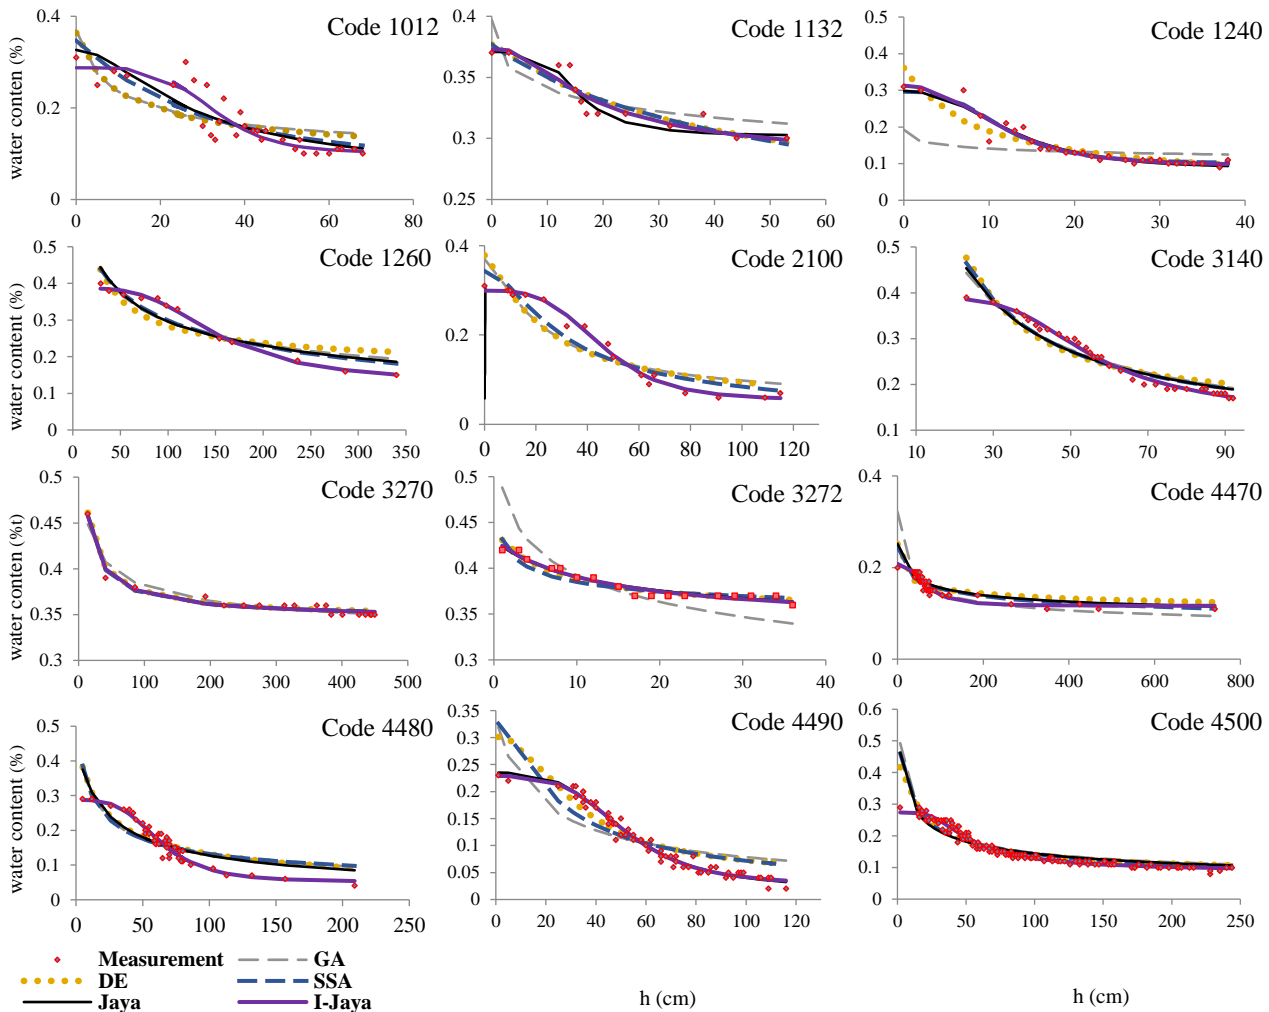 Code 1012
water conten (%)
0.4
0.2
0
0 20 40 60 80
Code 1132
0.4
0.35
0.3
0.25
0 10 20 30 40 50 60
Code 1240
0.5
0.4
0.3
0.2
0.1
0
0 10 20 30 40
Code 1260
water content (%)
0.5
0.4
0.3
0.2
0.1
0
0 50 100 150 200 250 300 350
Code 2100
0.4
0.2
0
0 20 40 60 80 100 120
Code 3140
0.5
0.4
0.3
0.2
0.1
10 30 50 70 90
Code 3270
water conten (%t)
0.5
0.45
0.4
0.35
0.3
0 100 200 300 400 500
Code 3272
0.5
0.45
0.4
0.35
0.3
0 10 20 30 40
Code 4470
0.4
0.2
0
0 200 400 600 800
Code 4480
water content (%)
0.5
0.4
0.3
0.2
0.1
0
0 50 100 150 200 250
Code 4490
0.35
0.3
0.25
0.2
0.15
0.1
0.05
0
0 20 40 60 80 100 120
Code 4500
0.6
0.5
0.4
0.3
0.2
0.1
0
0 50 100 150 200 250
Measurement GA
DE SSA
Jaya I-Jaya
h (cm)
h (cm)